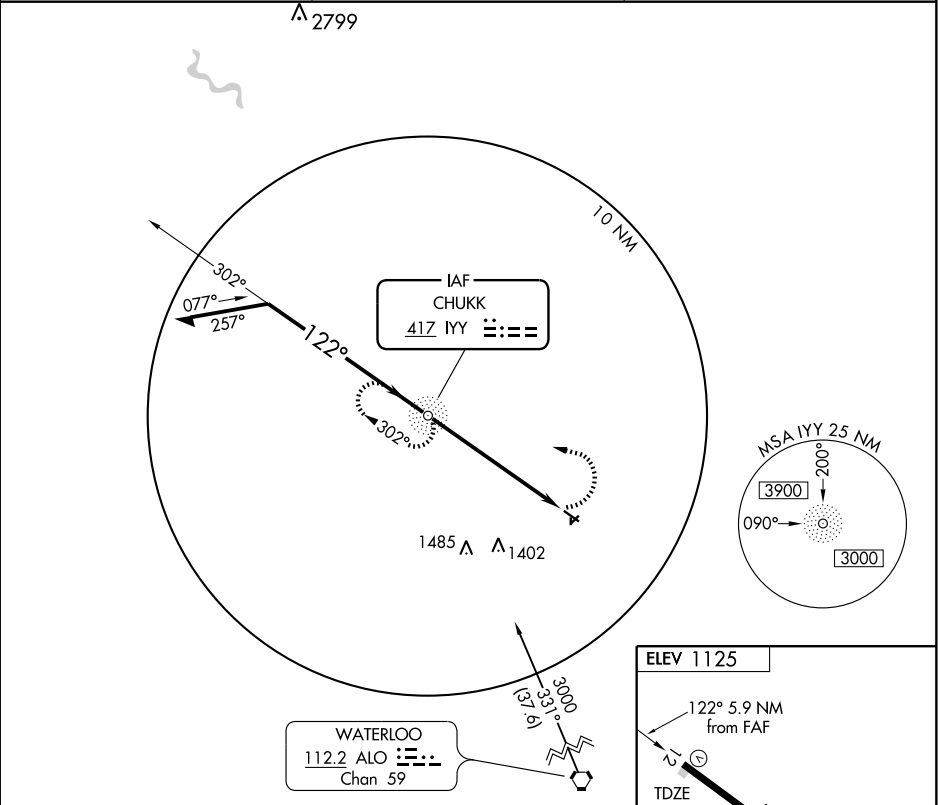 2799
10 NM
302°
077°
257°
122°
IAF
CHUKK
417 IYY
302°
MSA IYY 25 NM
200°
3900
090°
3000
1485
1402
3000
331°
(37.6)
WATERLOO
112.2 ALO
Chan 59
ELEV 1125
122° 5.9 NM
from FAF
12
V
TDZE